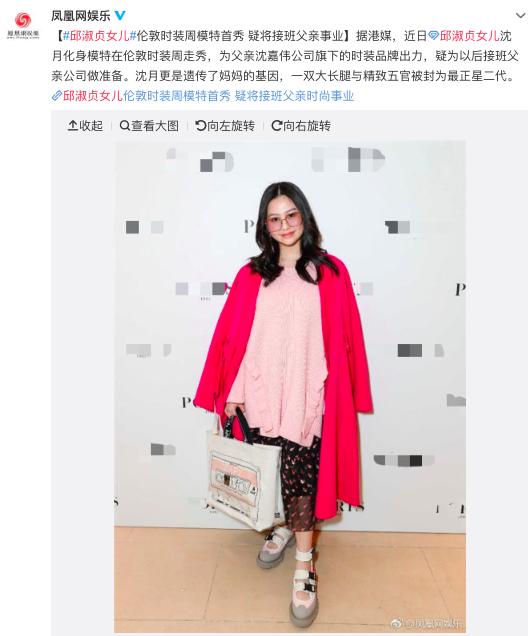 凤凰网娱乐
凰凰网娱乐
【#邱淑贞女儿#伦敦时装周模特首秀 疑将接班父亲事业】据港媒，近日邱淑贞女儿沈
月化身模特在伦敦时装周走秀，为父亲沈嘉伟公司旗下的时装品牌出力，疑为以后接班父
亲公司做准备。沈月更是遗传了妈妈的基因，一双大长腿与精致五官被封为最正星二代。
邱淑贞女儿伦敦时装周模特首秀 疑将接班父亲时尚事业
收起 查看大图 向左旋转 向右旋转
@凤凰网娱乐